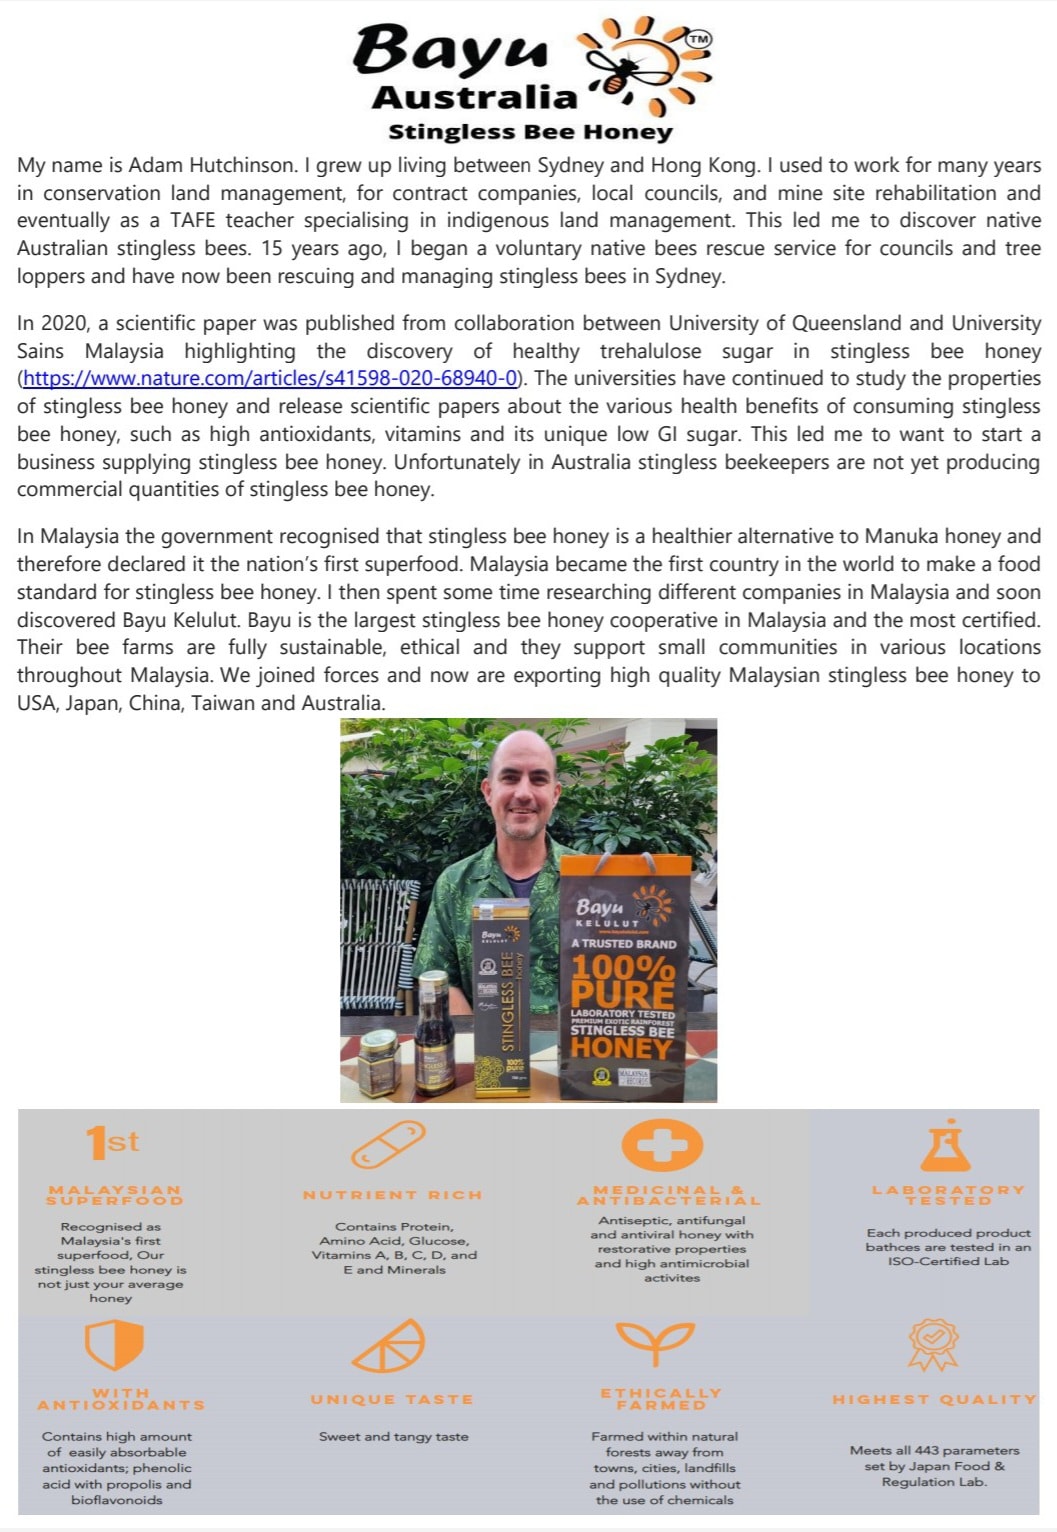 Bayu
TM
Australia
Stingless Bee Honey
My name is Adam Hutchinson. I grew up living between Sydney and Hong Kong. I used to work for many years
in conservation land management, for contract companies, local councils, and mine site rehabilitation and
eventually as a TAFE teacher specialising in indigenous land management. This led me to discover native
Australian stingless bees. 15 years ago, I began a voluntary native bees rescue service for councils and tree
loppers and have now been rescuing and managing stingless bees in Sydney.
In 2020, a scientific paper was published from collaboration between University of Queensland and University
Sains Malaysia highlighting the discovery of healthy trehalulose sugar in stingless bee honey
(https://www.nature.com/articles/s41598-020-68940-0). The universities have continued to study the properties
of stingless bee honey and release scientific papers about the various health benefits of consuming stingless
bee honey, such as high antioxidants, vitamins and its unique low GI sugar. This led me to want to start a
business supplying stingless bee honey. Unfortunately in Australia stingless beekeepers are not yet producing
commercial quantities of stingless bee honey.
In Malaysia the government recognised that stingless bee honey is a healthier alternative to Manuka honey and
therefore declared it the nation's first superfood. Malaysia became the first country in the world to make a food
standard for stingless bee honey. I then spent some time researching different companies in Malaysia and soon
discovered Bayu Kelulut. Bayu is the largest stingless bee honey cooperative in Malaysia and the most certified.
Their bee farms are fully sustainable, ethical and they support small communities in various locations
throughout Malaysia. We joined forces and now are exporting high quality Malaysian stingless bee honey to
USA, Japan, China, Taiwan and Australia.
Bayu
KELULUT
STINGLESS BEE
honey
100%
pure
Bayu
KELULUT
A TRUSTED BRAND
100%
PURE
LABORATORY TESTED
PREMIUM EXOTIC RAINFOREST
STINGLESS BEE
HONEY
MALAYSIA
RECORDS
1st
MALAYSIAN
SUPERFOOD
Recognised as
Malaysia's first
superfood, Our
stingless bee honey is
not just your average
honey
NUTRIENT RICH
Contains Protein,
Amino Acid, Glucose,
Vitamins A, B, C, D, and
E and Minerals
MEDICINAL &
ANTIBACTERIAL
Antiseptic, antifungal
and antiviral honey with
restorative properties
and high antimicrobial
activites
LABORATORY
TESTED
Each produced product
bathces are tested in an
ISO-Certified Lab
WITH
ANTIOXIDANTS
Contains high amount
of easily absorbable
antioxidants; phenolic
acid with propolis and
bioflavonoids
UNIQUE TASTE
Sweet and tangy taste
ETHICALLY
FARMED
Farmed within natural
forests away from
towns, cities, landfills
and pollutions without
the use of chemicals
HIGHEST QUALITY
Meets all 443 parameters
set by Japan Food &
Regulation Lab.